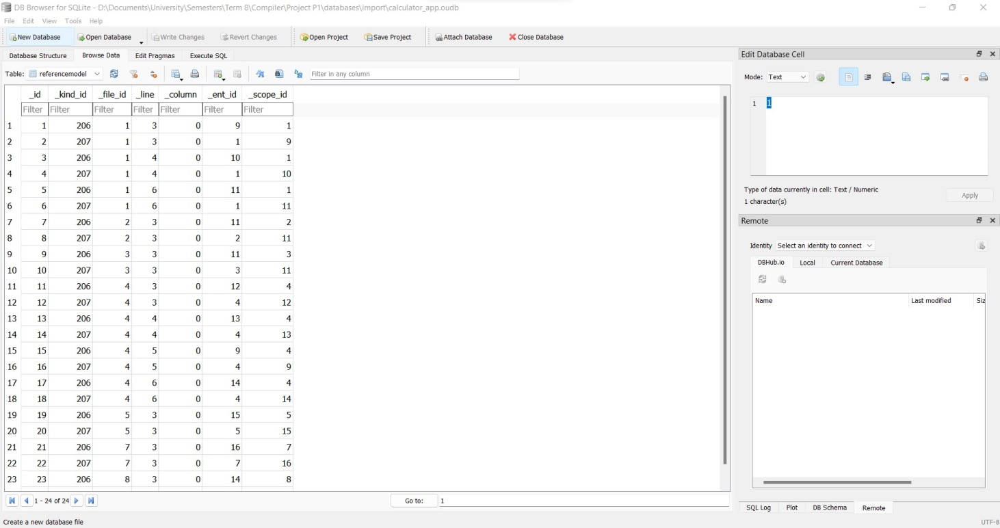 DB Browser for SQLite - D:\Documents\University\Semesters\Term 8\Compiler\Project P1\databases\import\calculator_app.oudb
File Edit View Tools Help
New Database Open Database Write Changes Revert Changes Open Project Save Project Attach Database Close Database
Database Structure Browse Data Edit Pragmas Execute SQL
Table: referencemodel Filter in any column
_id _kind_id _file_id _line _column _ent_id _scope_id
Filter Filter Filter Filter Filter Filter Filter
1 1 206 1 3 0 9 1
2 2 207 1 3 0 1 9
3 3 206 1 4 0 10 1
4 4 207 1 4 0 1 10
5 5 206 1 6 0 11 1
6 6 207 1 6 0 1 11
7 7 206 2 3 0 11 2
8 8 207 2 3 0 2 11
9 9 206 3 3 0 11 3
10 10 207 3 3 0 3 11
11 11 206 4 3 0 12 4
12 12 207 4 3 0 4 12
13 13 206 4 4 0 13 4
14 14 207 4 4 0 4 13
15 15 206 4 5 0 9 4
16 16 207 4 5 0 4 9
17 17 206 4 6 0 14 4
18 18 207 4 6 0 4 14
19 19 206 5 3 0 15 5
20 20 207 5 3 0 5 15
21 21 206 7 3 0 16 7
22 22 207 7 3 0 7 16
23 23 206 8 3 0 14 8
1 - 24 of 24 Go to: 1
Edit Database Cell
Mode: Text
1 1
Type of data currently in cell: Text / Numeric
1 character(s)
Apply
Remote
Identity Select an identity to connect
DBHub.io Local Current Database
Name Last modified Siz
SQL Log Plot DB Schema Remote
Create a new database file UTF-8